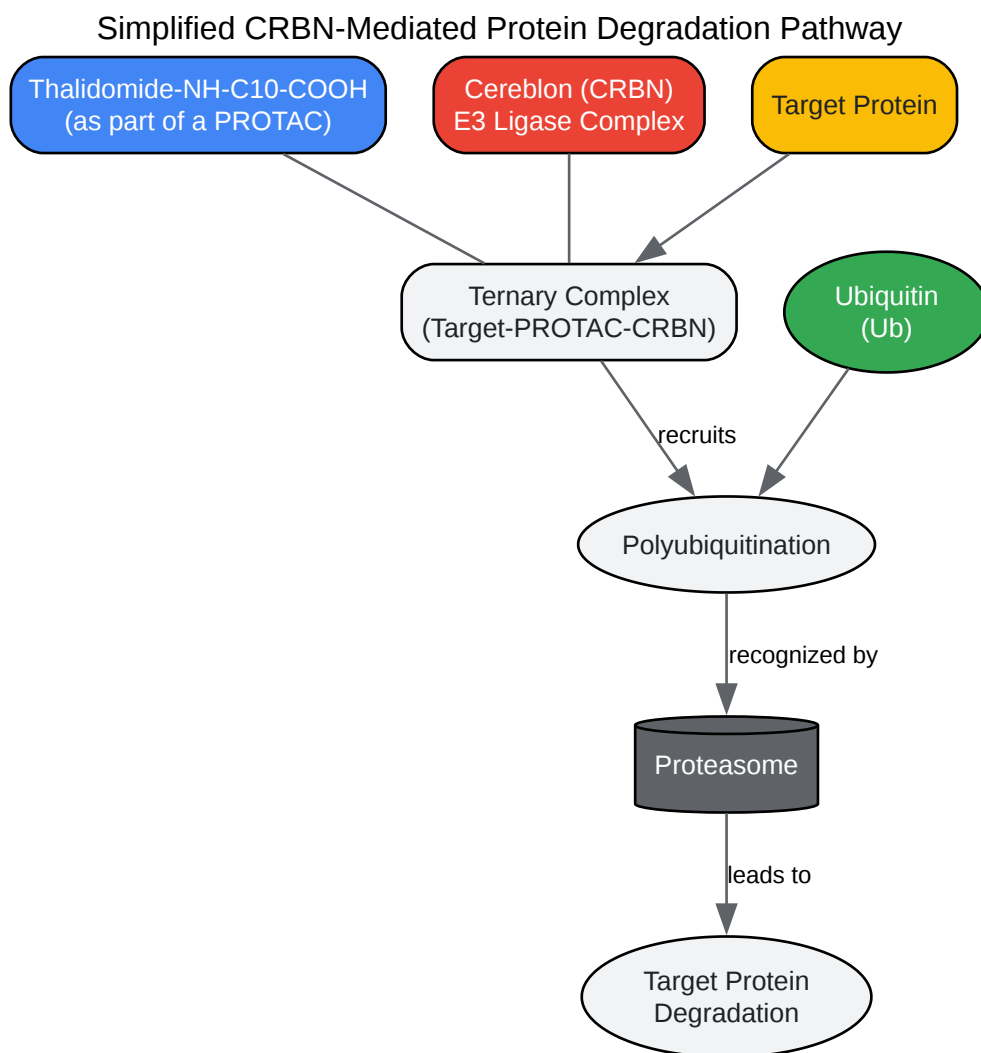 Simplified CRBN-Mediated Protein Degradation Pathway
Thalidomide-NH-C10-COOH
(as part of a PROTAC)
Cereblon (CRBN)
E3 Ligase Complex
Target Protein
Ternary Complex
(Target-PROTAC-CRBN)
Ubiquitin
(Ub)
recruits
Polyubiquitination
recognized by
Proteasome
leads to
Target Protein
Degradation